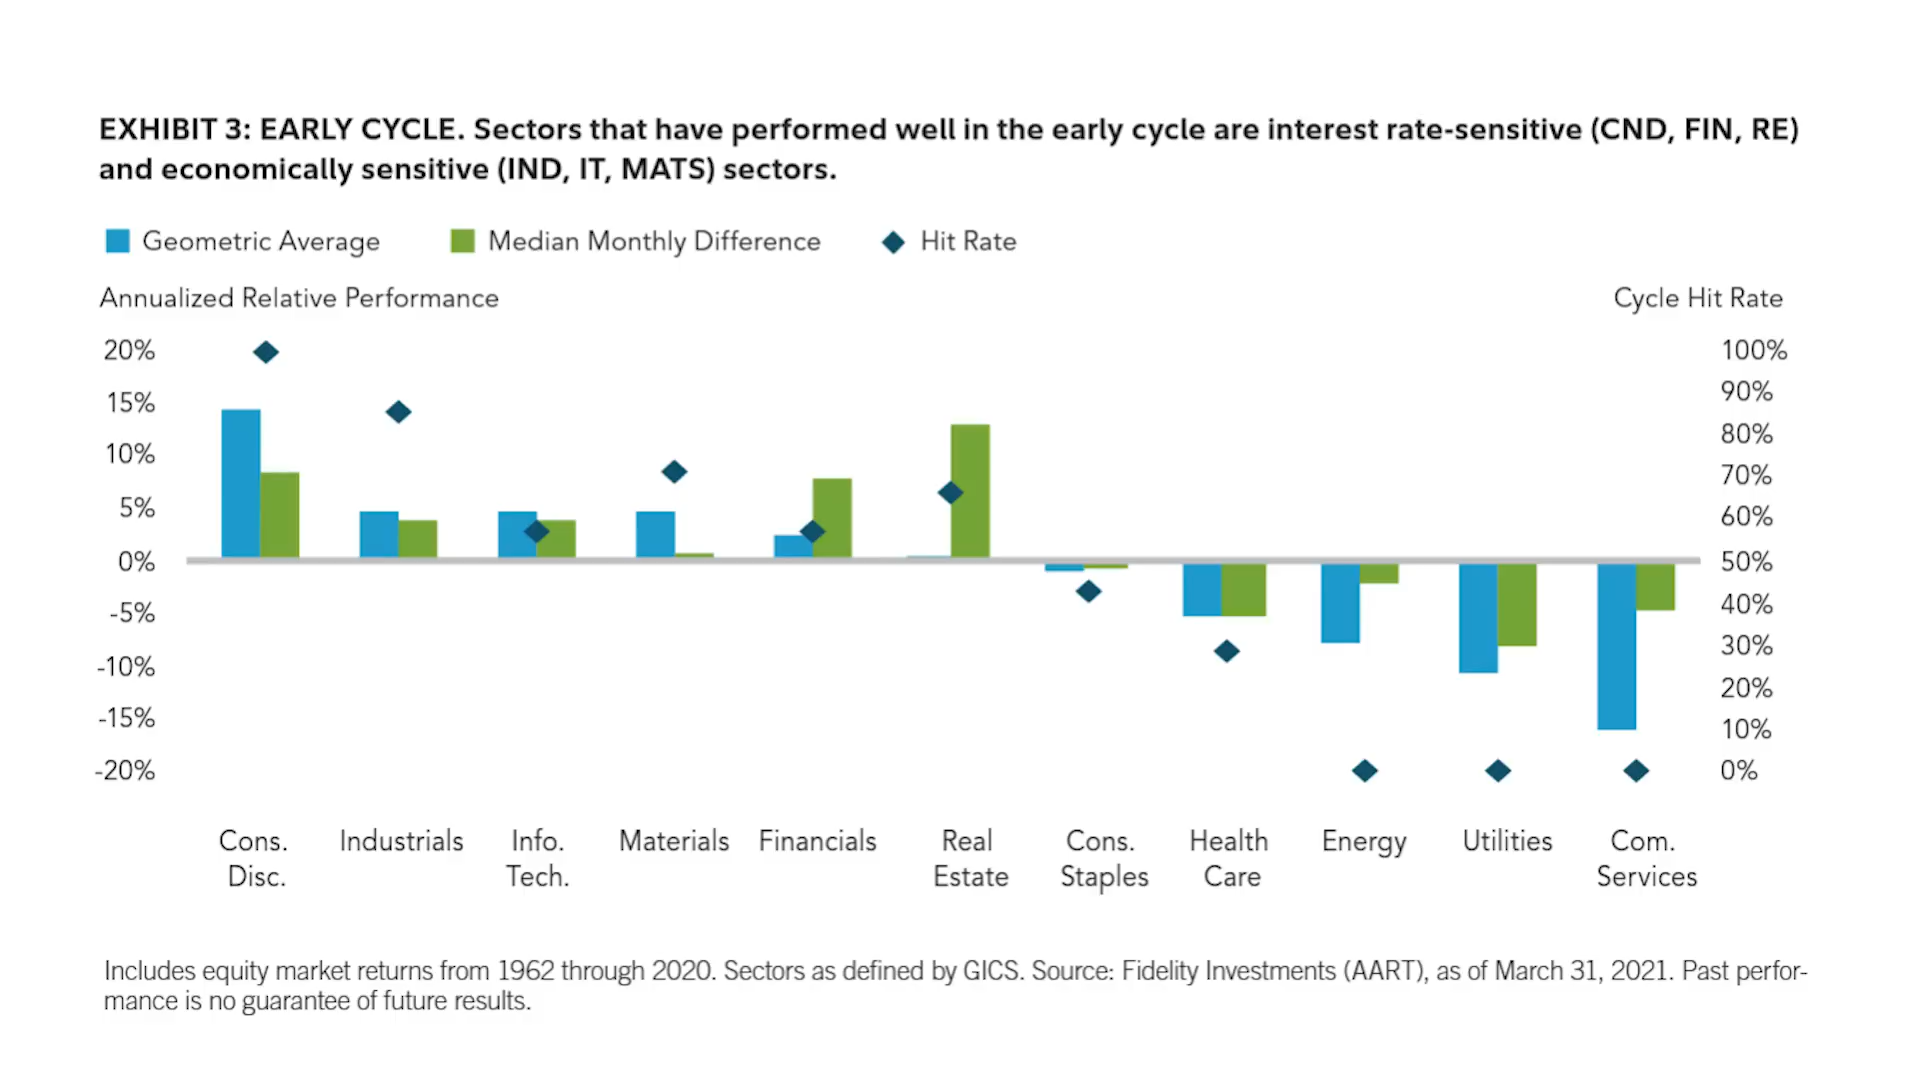 EXHIBIT 3: EARLY CYCLE. Sectors that have performed well in the early cycle are interest rate-sensitive (CND, FIN, RE)
and economically sensitive (IND, IT, MATS) sectors.
Geometric Average
Median Monthly Difference
Hit Rate
Annualized Relative Performance
Cycle Hit Rate
20%
15%
10%
5%
0%
-5%
-10%
-15%
-20%
100%
90%
80%
70%
60%
50%
40%
30%
20%
10%
0%
Cons.
Disc.
Industrials
Info.
Tech.
Materials
Financials
Real
Estate
Cons.
Staples
Health
Care
Energy
Utilities
Com.
Services
Includes equity market returns from 1962 through 2020. Sectors as defined by GICS. Source: Fidelity Investments (AART), as of March 31, 2021. Past perfor-
mance is no guarantee of future results.